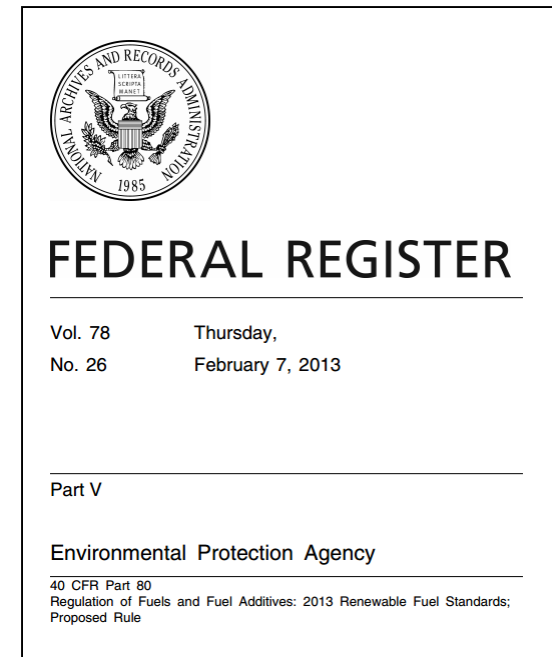 NATIONAL ARCHIVES AND RECORDS ADMINISTRATION
LITTERA
SCRIPTA
MANET
1985
FEDERAL REGISTER
Vol. 78 Thursday,
No. 26 February 7, 2013
Part V
Environmental Protection Agency
40 CFR Part 80
Regulation of Fuels and Fuel Additives: 2013 Renewable Fuel Standards;
Proposed Rule